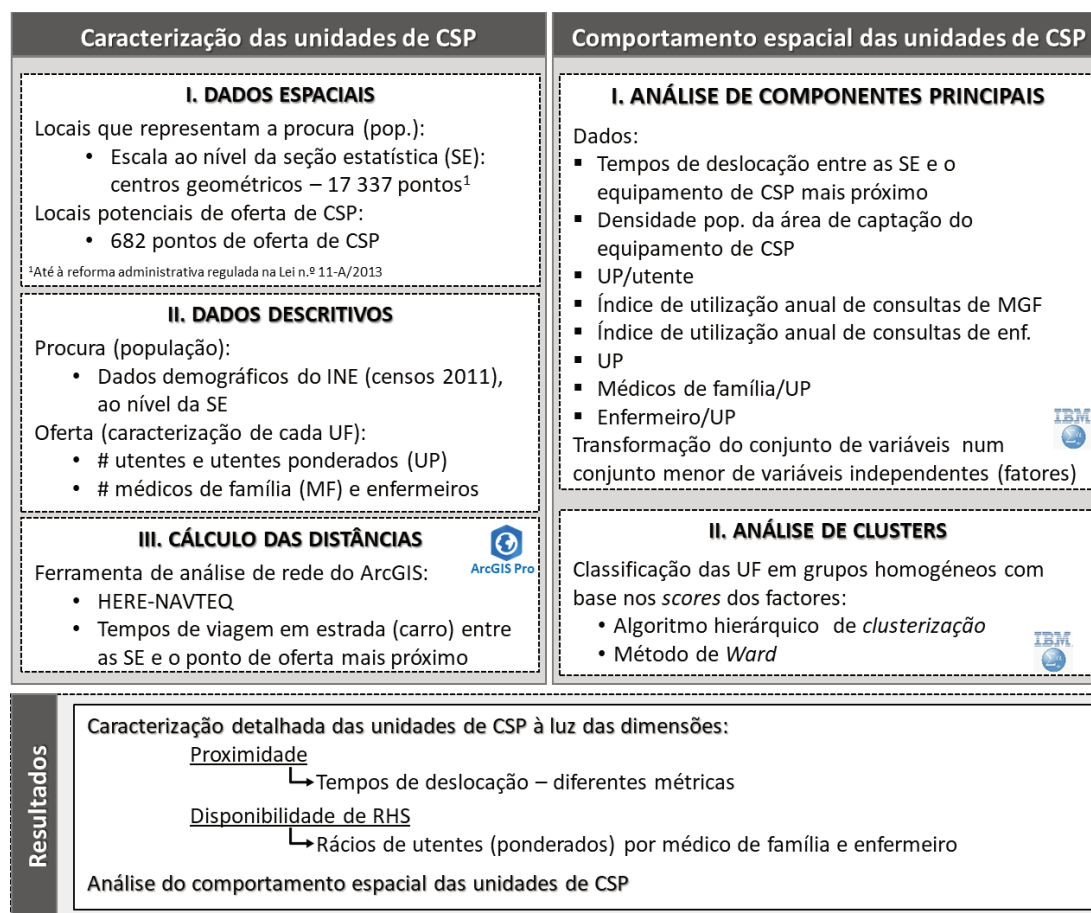 Caracterização das unidades de CSP
I. DADOS ESPACIAIS
Locais que representam a procura (pop.):
• Escala ao nível da seção estatística (SE):
centros geométricos – 17 337 pontos¹
Locais potenciais de oferta de CSP:
• 682 pontos de oferta de CSP
¹Até à reforma administrativa regulada na Lei n.º 11-A/2013
II. DADOS DESCRITIVOS
Procura (população):
• Dados demográficos do INE (censos 2011),
ao nível da SE
Oferta (caracterização de cada UF):
• # utentes e utentes ponderados (UP)
• # médicos de família (MF) e enfermeiros
III. CÁLCULO DAS DISTÂNCIAS
ArcGIS Pro
Ferramenta de análise de rede do ArcGIS:
• HERE-NAVTEQ
• Tempos de viagem em estrada (carro) entre
as SE e o ponto de oferta mais próximo
Comportamento espacial das unidades de CSP
I. ANÁLISE DE COMPONENTES PRINCIPAIS
Dados:
▪ Tempos de deslocação entre as SE e o
equipamento de CSP mais próximo
▪ Densidade pop. da área de captação do
equipamento de CSP
▪ UP/utente
▪ Índice de utilização anual de consultas de MGF
▪ Índice de utilização anual de consultas de enf.
▪ UP
▪ Médicos de família/UP
▪ Enfermeiro/UP
IBM
Transformação do conjunto de variáveis num
conjunto menor de variáveis independentes (fatores)
II. ANÁLISE DE CLUSTERS
Classificação das UF em grupos homogéneos com
base nos scores dos factores:
• Algoritmo hierárquico de clusterização
• Método de Ward
IBM
Resultados
Caracterização detalhada das unidades de CSP à luz das dimensões:
Proximidade
Tempos de deslocação – diferentes métricas
Disponibilidade de RHS
Rácios de utentes (ponderados) por médico de família e enfermeiro
Análise do comportamento espacial das unidades de CSP